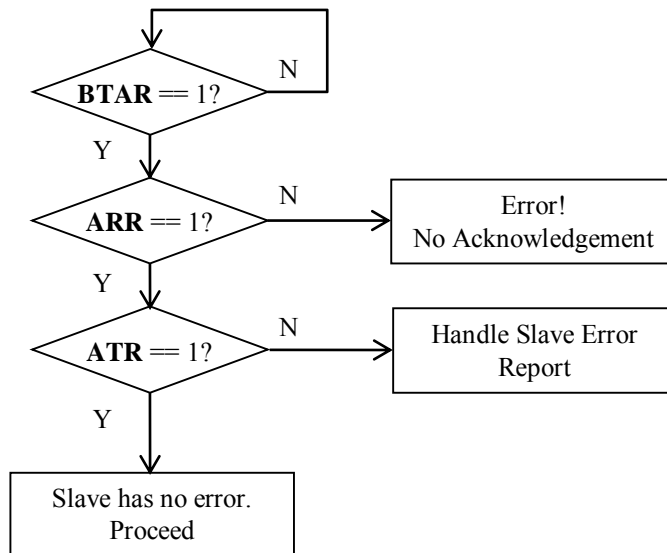 N
BTAR == 1?
Y
N
ARR == 1?
Error!
No Acknowledgement
Y
N
ATR == 1?
Handle Slave Error
Report
Y
Slave has no error.
Proceed